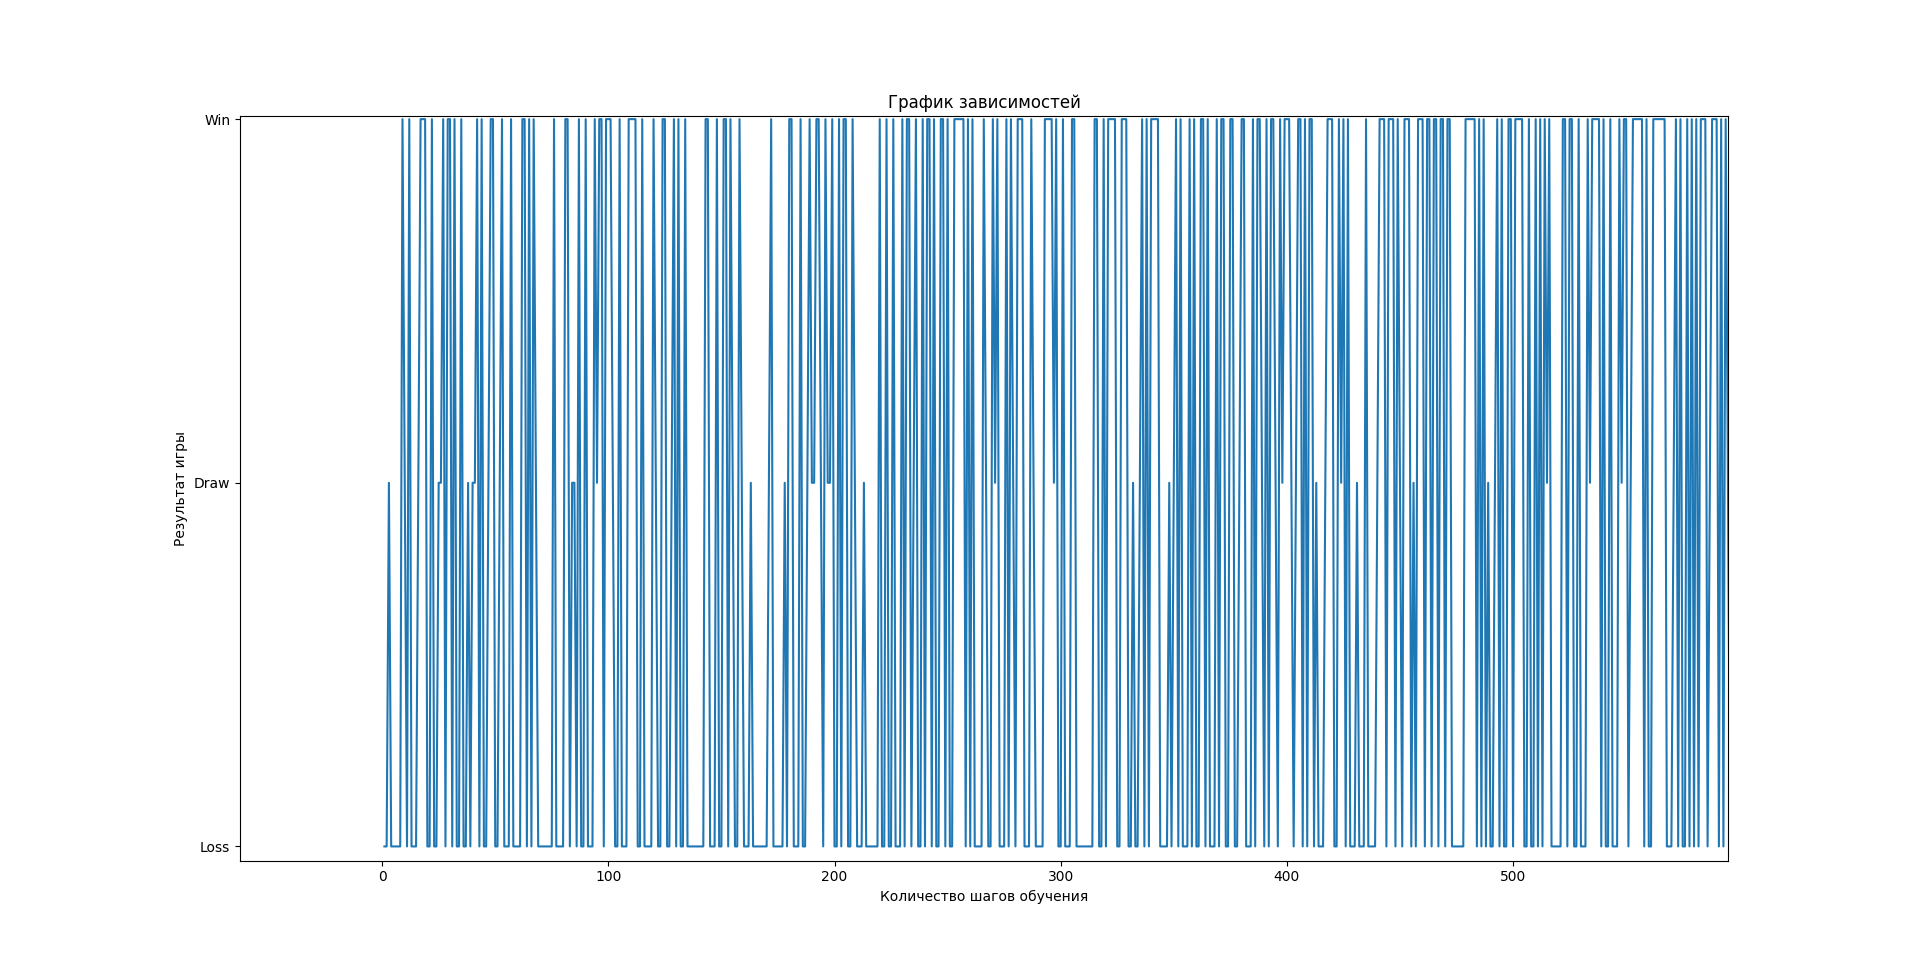 График зависимостей
Win
Draw
Loss
Результат игры
0 100 200 300 400 500
Количество шагов обучения